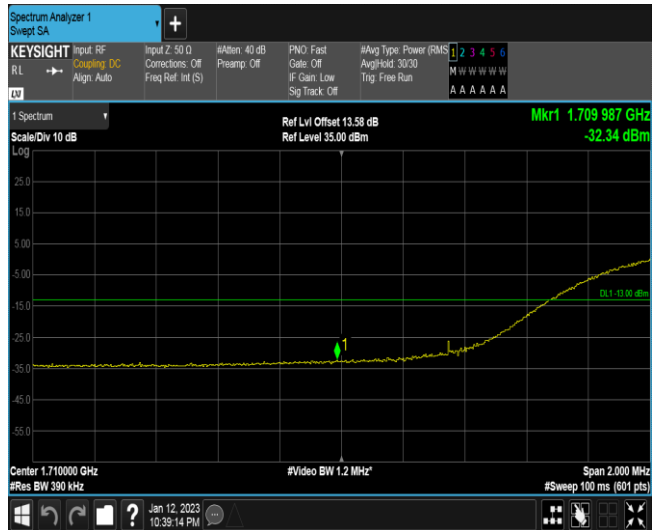 Spectrum Analyzer 1
Swept SA
KEYSIGHT
RL
LXI
Input: RF
Coupling: DC
Align: Auto
Input Z: 50 Ω
Corrections: Off
Freq Ref: Int (S)
#Atten: 40 dB
Preamp: Off
PNO: Fast
Gate: Off
IF Gain: Low
Sig Track: Off
#Avg Type: Power (RMS
Avg|Hold: 30/30
Trig: Free Run
1 2 3 4 5 6
M W W W W W
A A A A A A
1 Spectrum
Scale/Div 10 dB
Log
Ref Lvl Offset 13.58 dB
Ref Level 35.00 dBm
Mkr1 1.709 987 GHz
-32.34 dBm
25.0
15.0
5.00
-5.00
-15.0
-25.0
-35.0
-45.0
-55.0
DL1 -13.00 dBm
1
Center 1.710000 GHz
#Res BW 390 kHz
#Video BW 1.2 MHz*
Span 2.000 MHz
#Sweep 100 ms (601 pts)
?
Jan 12, 2023
10:39:14 PM